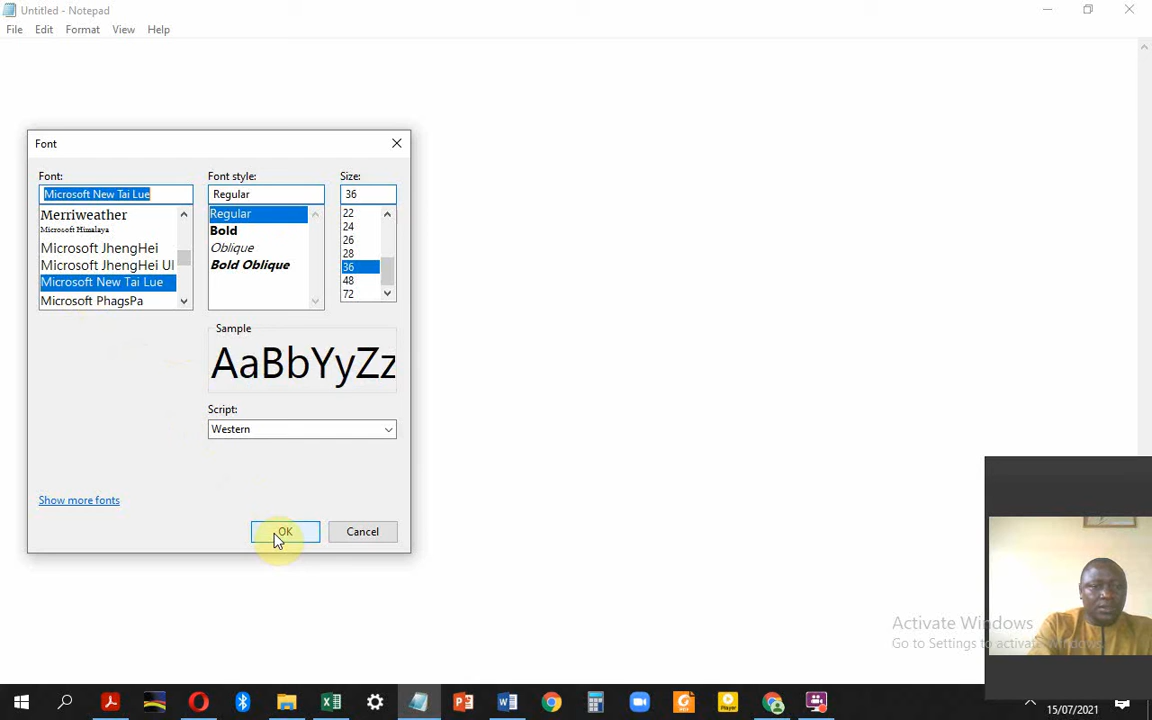 Untitled - Notepad
File Edit Format View Help
Font
Font: Font style: Size:
Microsoft New Tai Lue Regular 36
Merriweather
Microsoft Himalaya
Microsoft JhengHei
Microsoft JhengHei UI
Microsoft New Tai Lue
Microsoft PhagsPa
Regular
Bold
Oblique
Bold Oblique
22
24
26
28
36
48
72
Sample
AaBbYyZz
Script:
Western
Show more fonts
OK Cancel
Activate Windows
Go to Settings to activate Windows.
15/07/2021